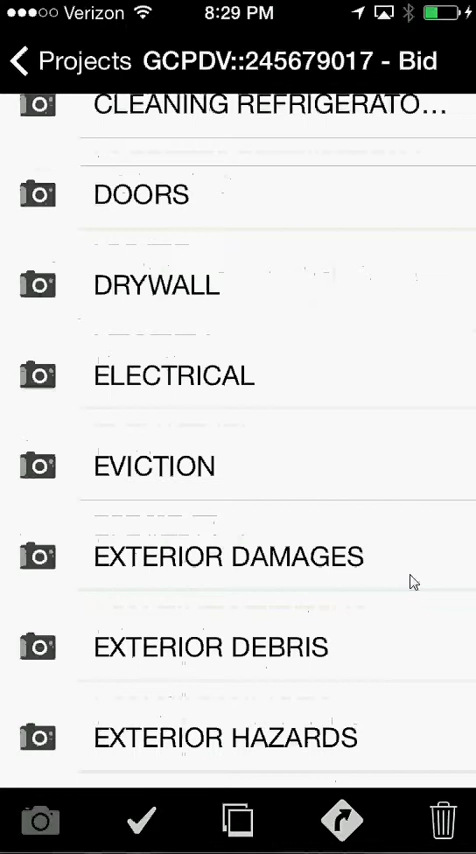 Verizon 8:29 PM
Projects GCPDV::245679017 - Bid
CLEANING REFRIGERATO...
DOORS
DRYWALL
ELECTRICAL
EVICTION
EXTERIOR DAMAGES
EXTERIOR DEBRIS
EXTERIOR HAZARDS